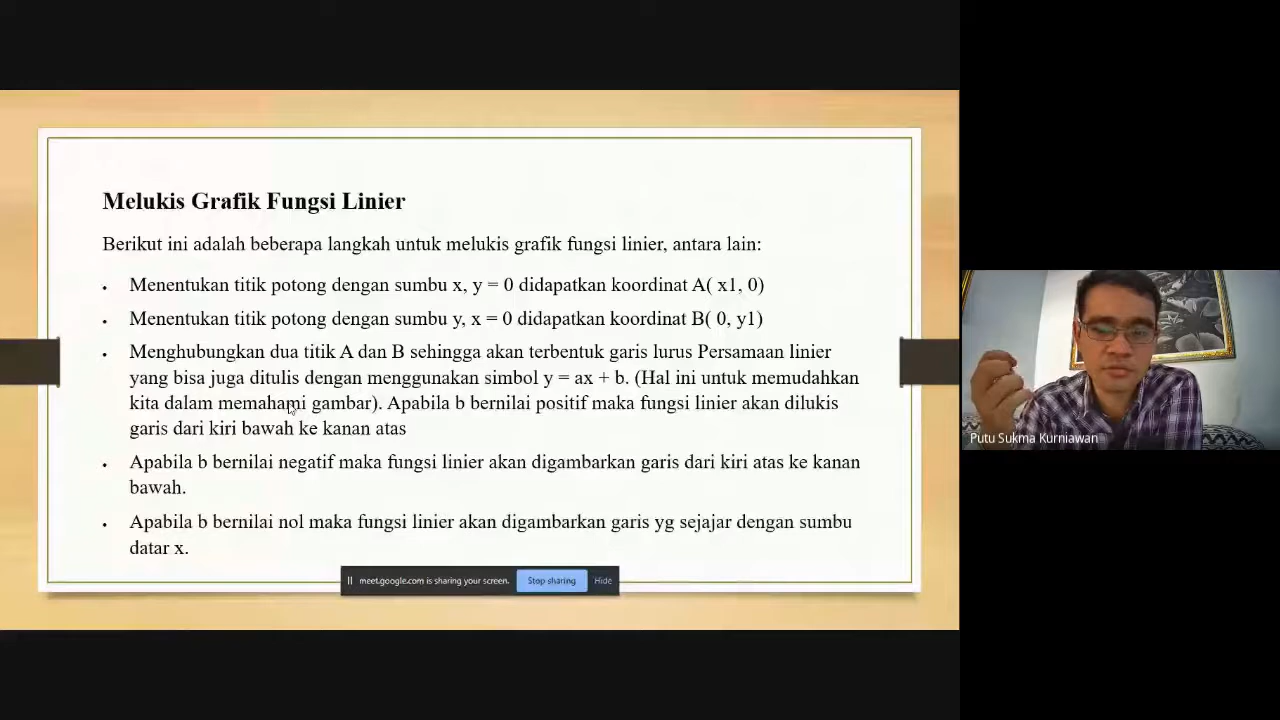 Melukis Grafik Fungsi Linier
Berikut ini adalah beberapa langkah untuk melukis grafik fungsi linier, antara lain:
• Menentukan titik potong dengan sumbu x, y = 0 didapatkan koordinat A( x1, 0)
• Menentukan titik potong dengan sumbu y, x = 0 didapatkan koordinat B( 0, y1)
• Menghubungkan dua titik A dan B sehingga akan terbentuk garis lurus Persamaan linier
yang bisa juga ditulis dengan menggunakan simbol y = ax + b. (Hal ini untuk memudahkan
kita dalam memahami gambar). Apabila b bernilai positif maka fungsi linier akan dilukis
garis dari kiri bawah ke kanan atas
• Apabila b bernilai negatif maka fungsi linier akan digambarkan garis dari kiri atas ke kanan
bawah.
• Apabila b bernilai nol maka fungsi linier akan digambarkan garis yg sejajar dengan sumbu
datar x.
meet.google.com is sharing your screen. Stop sharing Hide
Putu Sukma Kurniawan